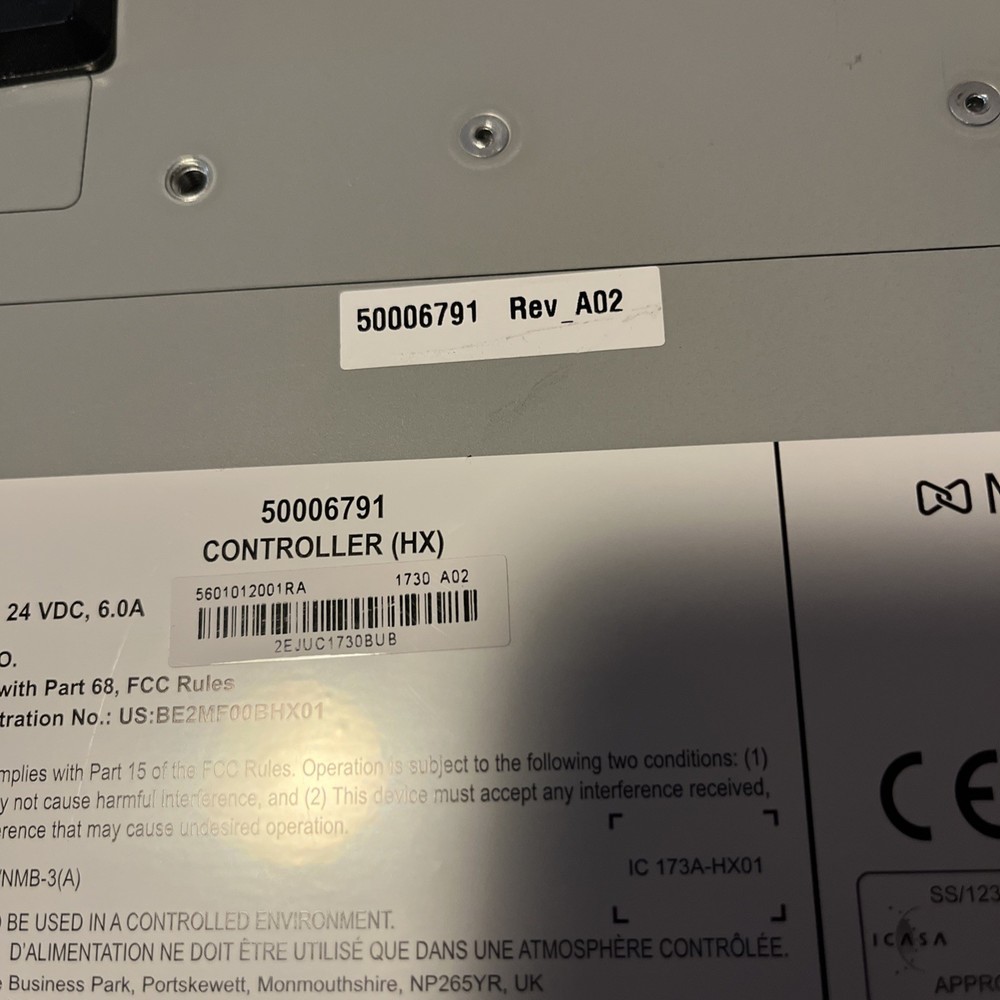 50006791 Rev_A02
50006791
CONTROLLER (HX)
5601012001RA 1730 A02
2EJUC1730BUB
24 VDC, 6.0A
with Part 68, FCC Rules
tration No.: US:BE2MF00BHX01
mplies with Part 15 of the FCC Rules. Operation is subject to the following two conditions: (1)
y not cause harmful interference, and (2) This device must accept any interference received,
rence that may cause undesired operation.
IC 173A-HX01
/NMB-3(A)
BE USED IN A CONTROLLED ENVIRONMENT.
D'ALIMENTATION NE DOIT ÊTRE UTILISÉ QUE DANS UNE ATMOSPHÈRE CONTRÔLÉE.
Business Park, Portskewett, Monmouthshire, NP265YR, UK
CE
SS/123
ICASA
APPRO